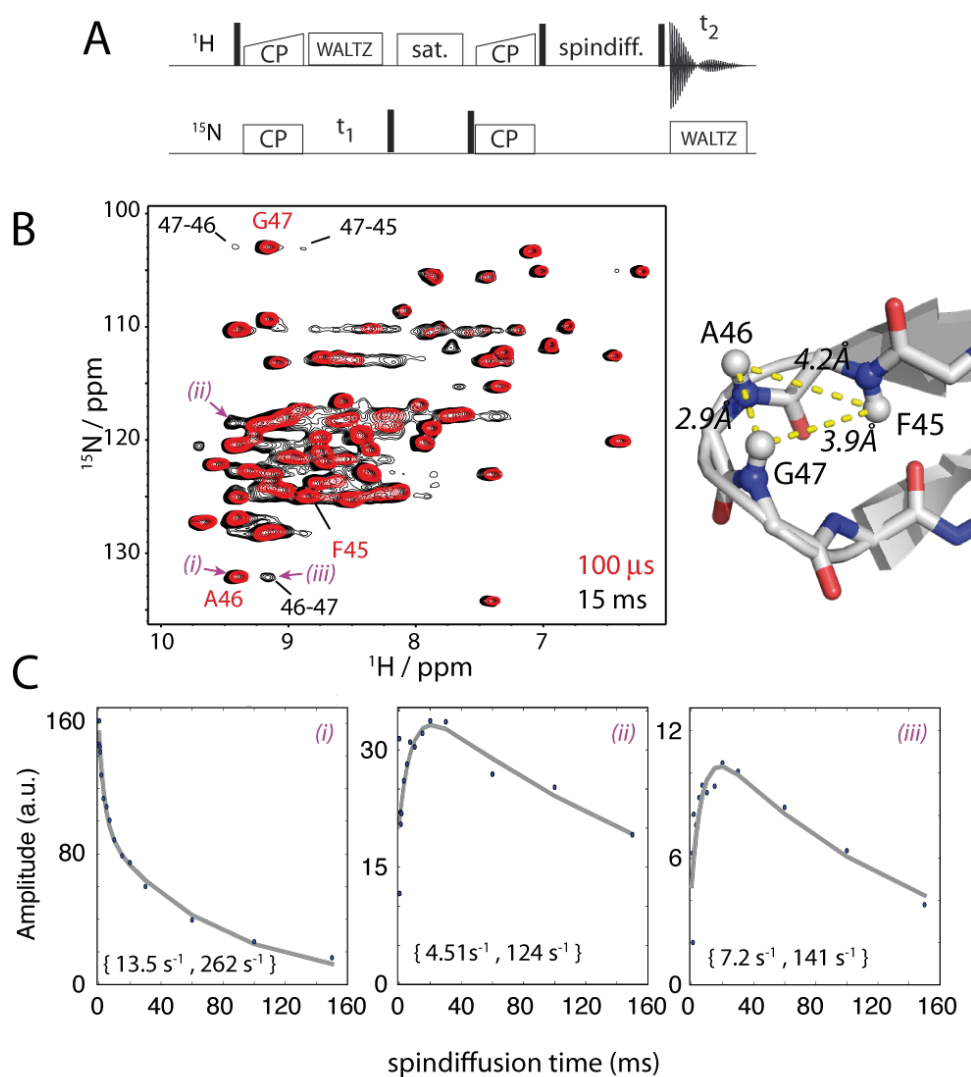 A
¹H
CP
WALTZ
sat.
CP
spindiff.
t₂
¹⁵N
CP
t₁
CP
WALTZ
B
100
110
120
130
¹⁵N / ppm
47-46
G47
47-45
(ii)
F45
(i)
(iii)
A46
46-47
100 µs
15 ms
10
9
8
7
¹H / ppm
A46
4.2Å
2.9Å
F45
3.9Å
G47
C
160
80
0
Amplitude (a.u.)
(i)
{ 13.5 s⁻¹ , 262 s⁻¹ }
0
40
80
120
160
30
15
0
(ii)
{ 4.51s⁻¹ , 124 s⁻¹ }
0
40
80
120
160
12
6
0
(iii)
{ 7.2 s⁻¹ , 141 s⁻¹ }
0
40
80
120
160
spindiffusion time (ms)